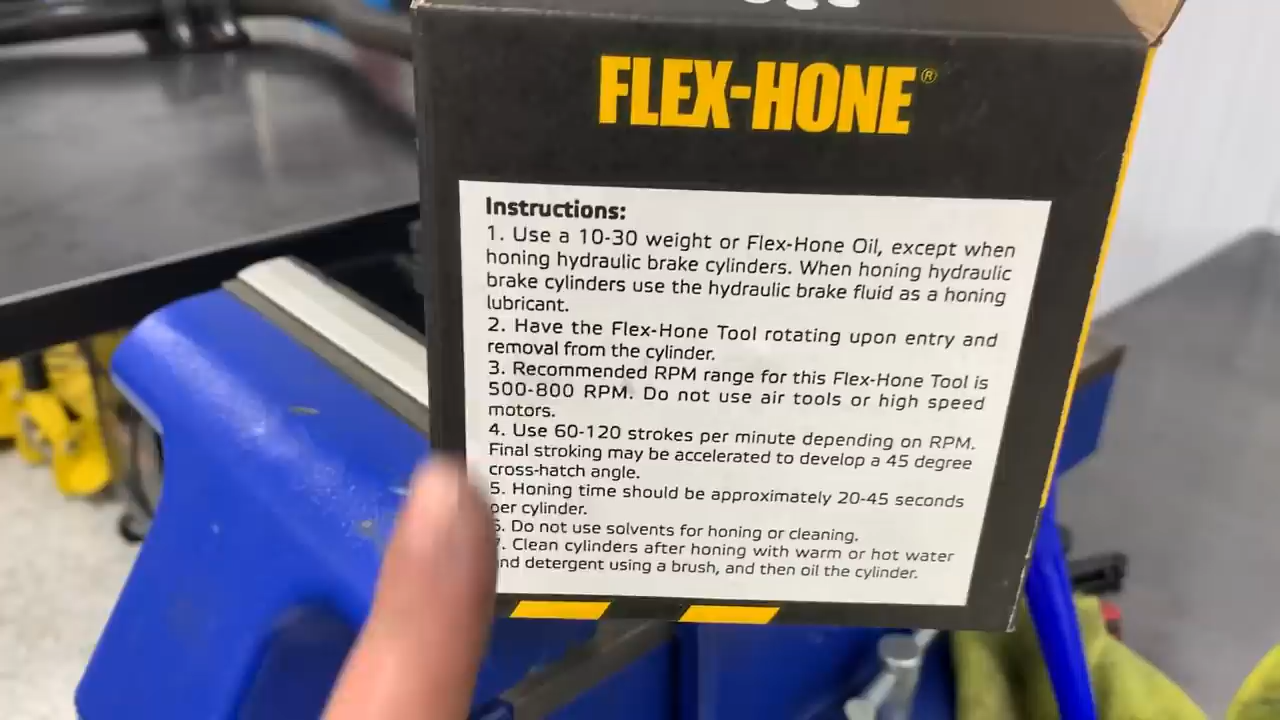 FLEX-HONE®
Instructions:
1. Use a 10-30 weight or Flex-Hone Oil, except when
honing hydraulic brake cylinders. When honing hydraulic
brake cylinders use the hydraulic brake fluid as a honing
lubricant.
2. Have the Flex-Hone Tool rotating upon entry and
removal from the cylinder.
3. Recommended RPM range for this Flex-Hone Tool is
500-800 RPM. Do not use air tools or high speed
motors.
4. Use 60-120 strokes per minute depending on RPM.
Final stroking may be accelerated to develop a 45 degree
cross-hatch angle.
5. Honing time should be approximately 20-45 seconds
per cylinder.
6. Do not use solvents for honing or cleaning.
7. Clean cylinders after honing with warm or hot water
and detergent using a brush, and then oil the cylinder.